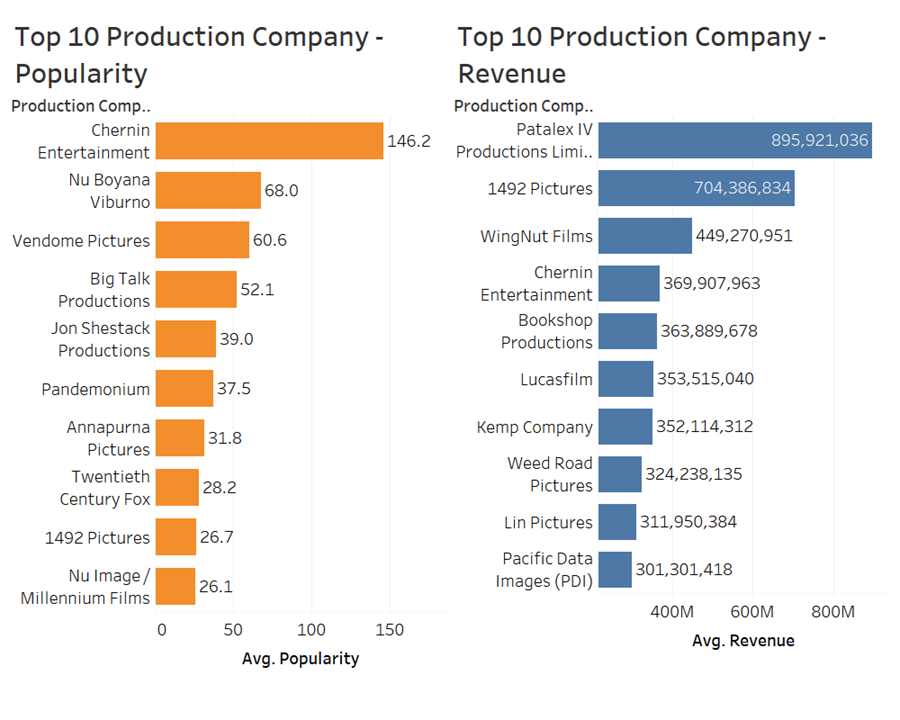 Top 10 Production Company -
Popularity
Production Comp..
Chernin
Entertainment
146.2
Nu Boyana
Viburno
68.0
Vendome Pictures
60.6
Big Talk
Productions
52.1
Jon Shestack
Productions
39.0
Pandemonium
37.5
Annapurna
Pictures
31.8
Twentieth
Century Fox
28.2
1492 Pictures
26.7
Nu Image /
Millennium Films
26.1
0 50 100 150
Avg. Popularity
Top 10 Production Company -
Revenue
Production Comp..
Patalex IV
Productions Limi..
895,921,036
1492 Pictures
704,386,834
WingNut Films
449,270,951
Chernin
Entertainment
369,907,963
Bookshop
Productions
363,889,678
Lucasfilm
353,515,040
Kemp Company
352,114,312
Weed Road
Pictures
324,238,135
Lin Pictures
311,950,384
Pacific Data
Images (PDI)
301,301,418
400M 600M 800M
Avg. Revenue